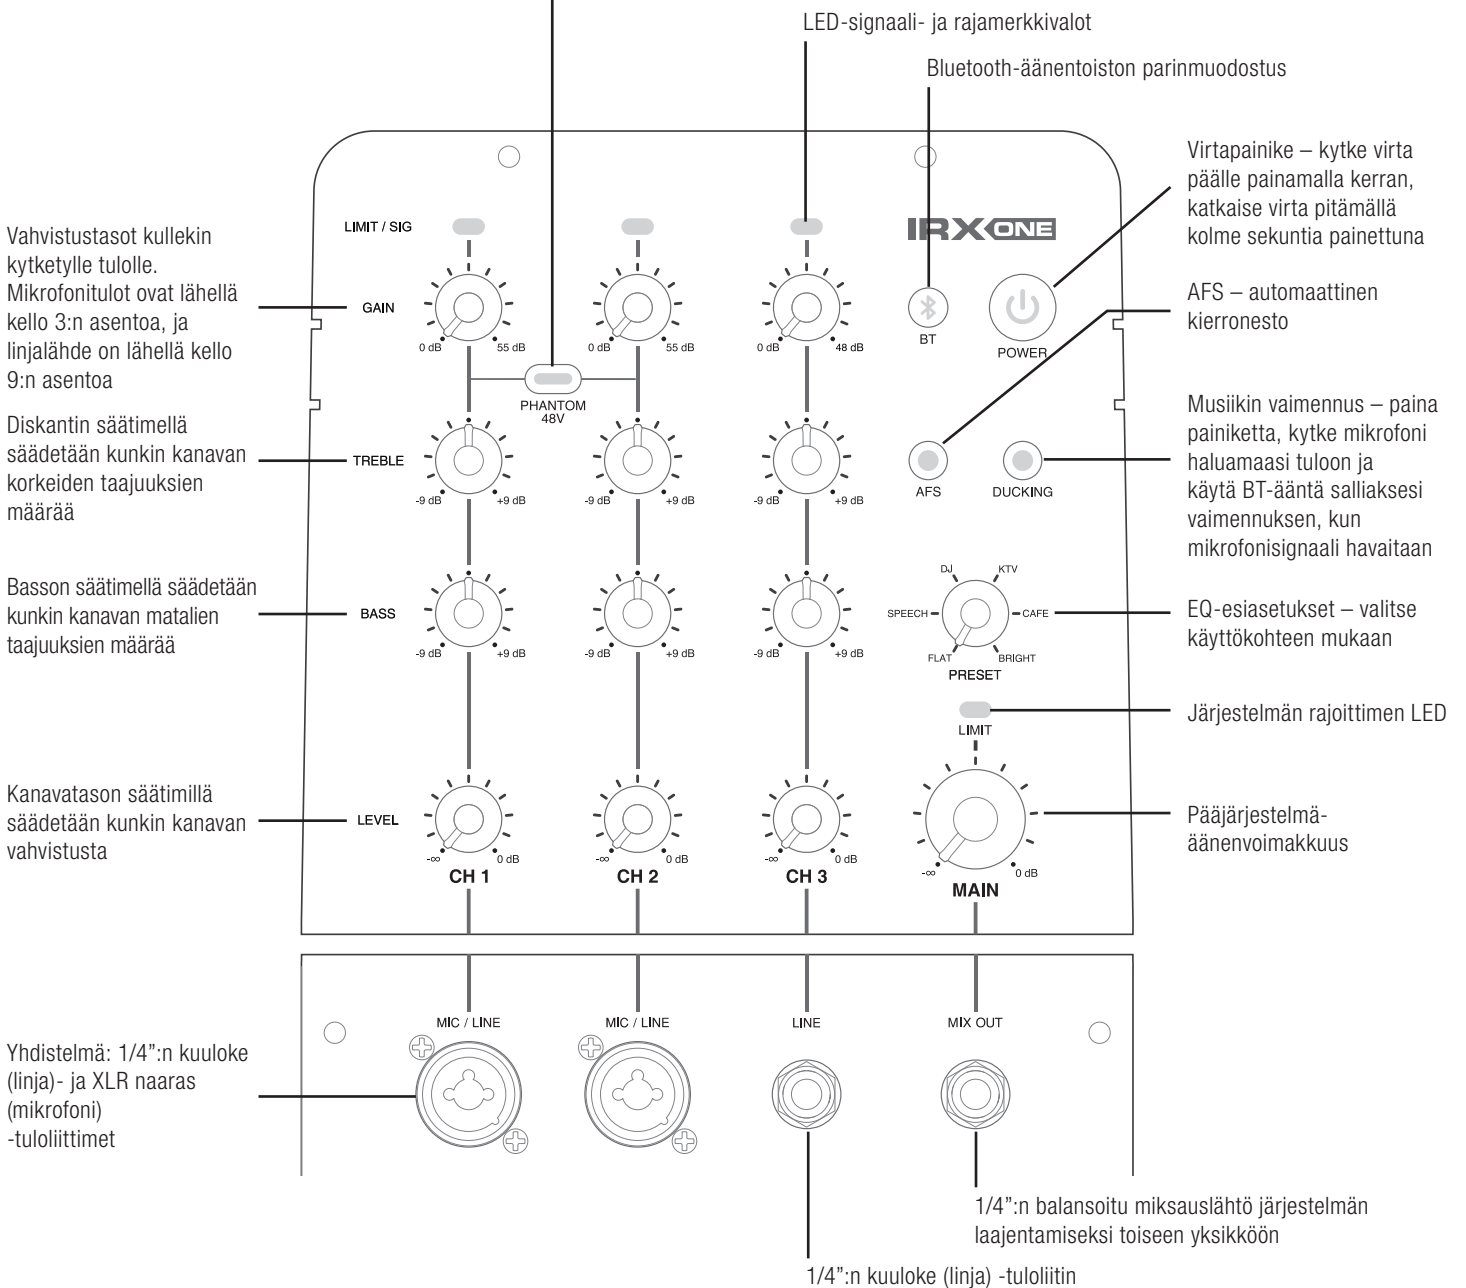 LED-signaali- ja rajamerkkivalot
Bluetooth-äänentoiston parinmuodostus
Virtapainike – kytke virta
päälle painamalla kerran,
katkaise virta pitämällä
kolme sekuntia painettuna
AFS – automaattinen
kierronesto
Musiikin vaimennus – paina
painiketta, kytke mikrofoni
haluamaasi tuloon ja
käytä BT-ääntä salliaksesi
vaimennuksen, kun
mikrofonisignaali havaitaan
EQ-esiasetukset – valitse
käyttökohteen mukaan
Järjestelmän rajoittimen LED
Pääjärjestelmä-
äänenvoimakkuus
Vahvistustasot kullekin
kytketylle tulolle.
Mikrofonitulot ovat lähellä
kello 3:n asentoa, ja
linjalähde on lähellä kello
9:n asentoa
Diskantin säätimellä
säädetään kunkin kanavan
korkeiden taajuuksien
määrää
Basson säätimellä säädetään
kunkin kanavan matalien
taajuuksien määrää
Kanavatason säätimillä
säädetään kunkin kanavan
vahvistusta
Yhdistelmä: 1/4”:n kuuloke
(linja)- ja XLR naaras
(mikrofoni)
-tuloliittimet
LIMIT / SIG
IRX ONE
GAIN
0 dB 55 dB 0 dB 55 dB 0 dB 48 dB
BT
POWER
PHANTOM
48V
TREBLE
-9 dB +9 dB -9 dB +9 dB -9 dB +9 dB
AFS DUCKING
BASS
-9 dB +9 dB -9 dB +9 dB -9 dB +9 dB
DJ KTV
SPEECH CAFE
FLAT BRIGHT
PRESET
LIMIT
LEVEL
-∞ 0 dB -∞ 0 dB -∞ 0 dB -∞ 0 dB
CH 1 CH 2 CH 3 MAIN
MIC / LINE MIC / LINE LINE MIX OUT
1/4”:n balansoitu miksauslähtö järjestelmän
laajentamiseksi toiseen yksikköön
1/4”:n kuuloke (linja) -tuloliitin